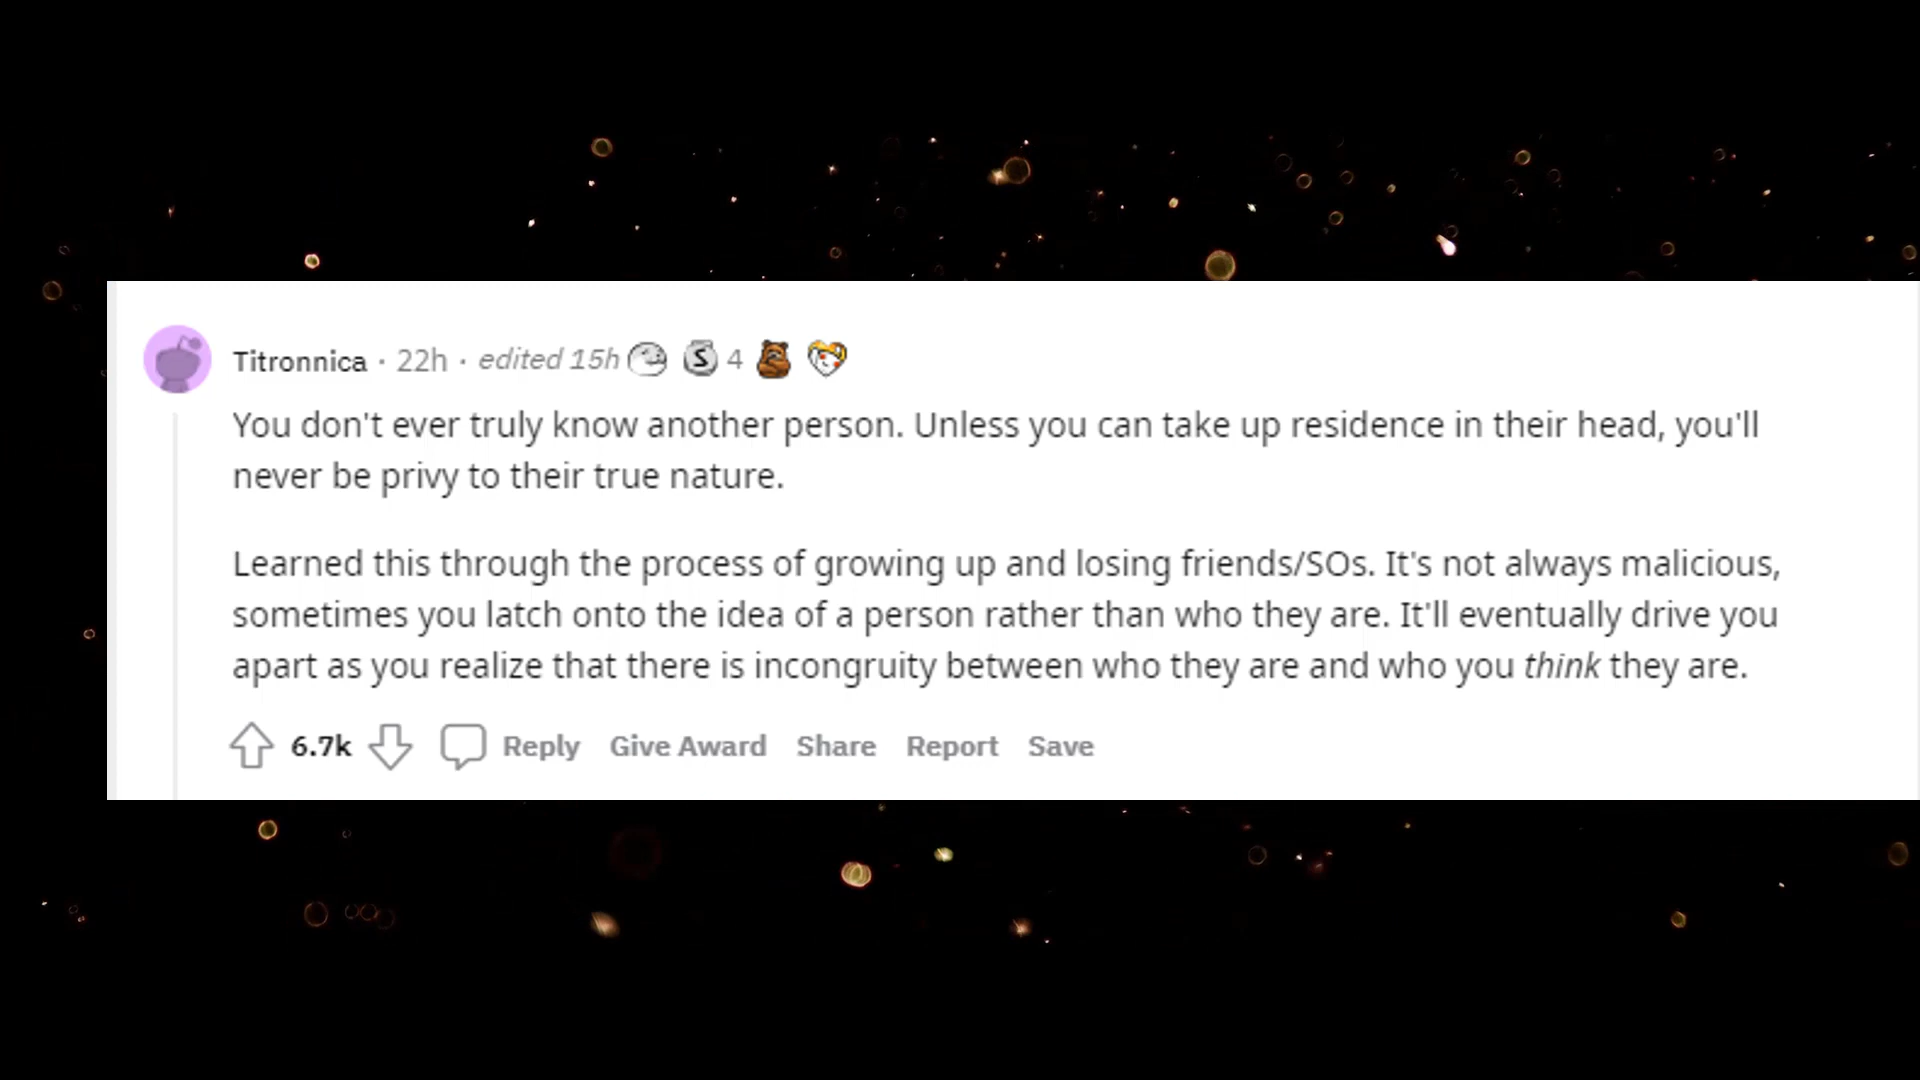 Titronnica · 22h · edited 15h S 4
You don't ever truly know another person. Unless you can take up residence in their head, you'll
never be privy to their true nature.
Learned this through the process of growing up and losing friends/SOs. It's not always malicious,
sometimes you latch onto the idea of a person rather than who they are. It'll eventually drive you
apart as you realize that there is incongruity between who they are and who you think they are.
6.7k Reply Give Award Share Report Save